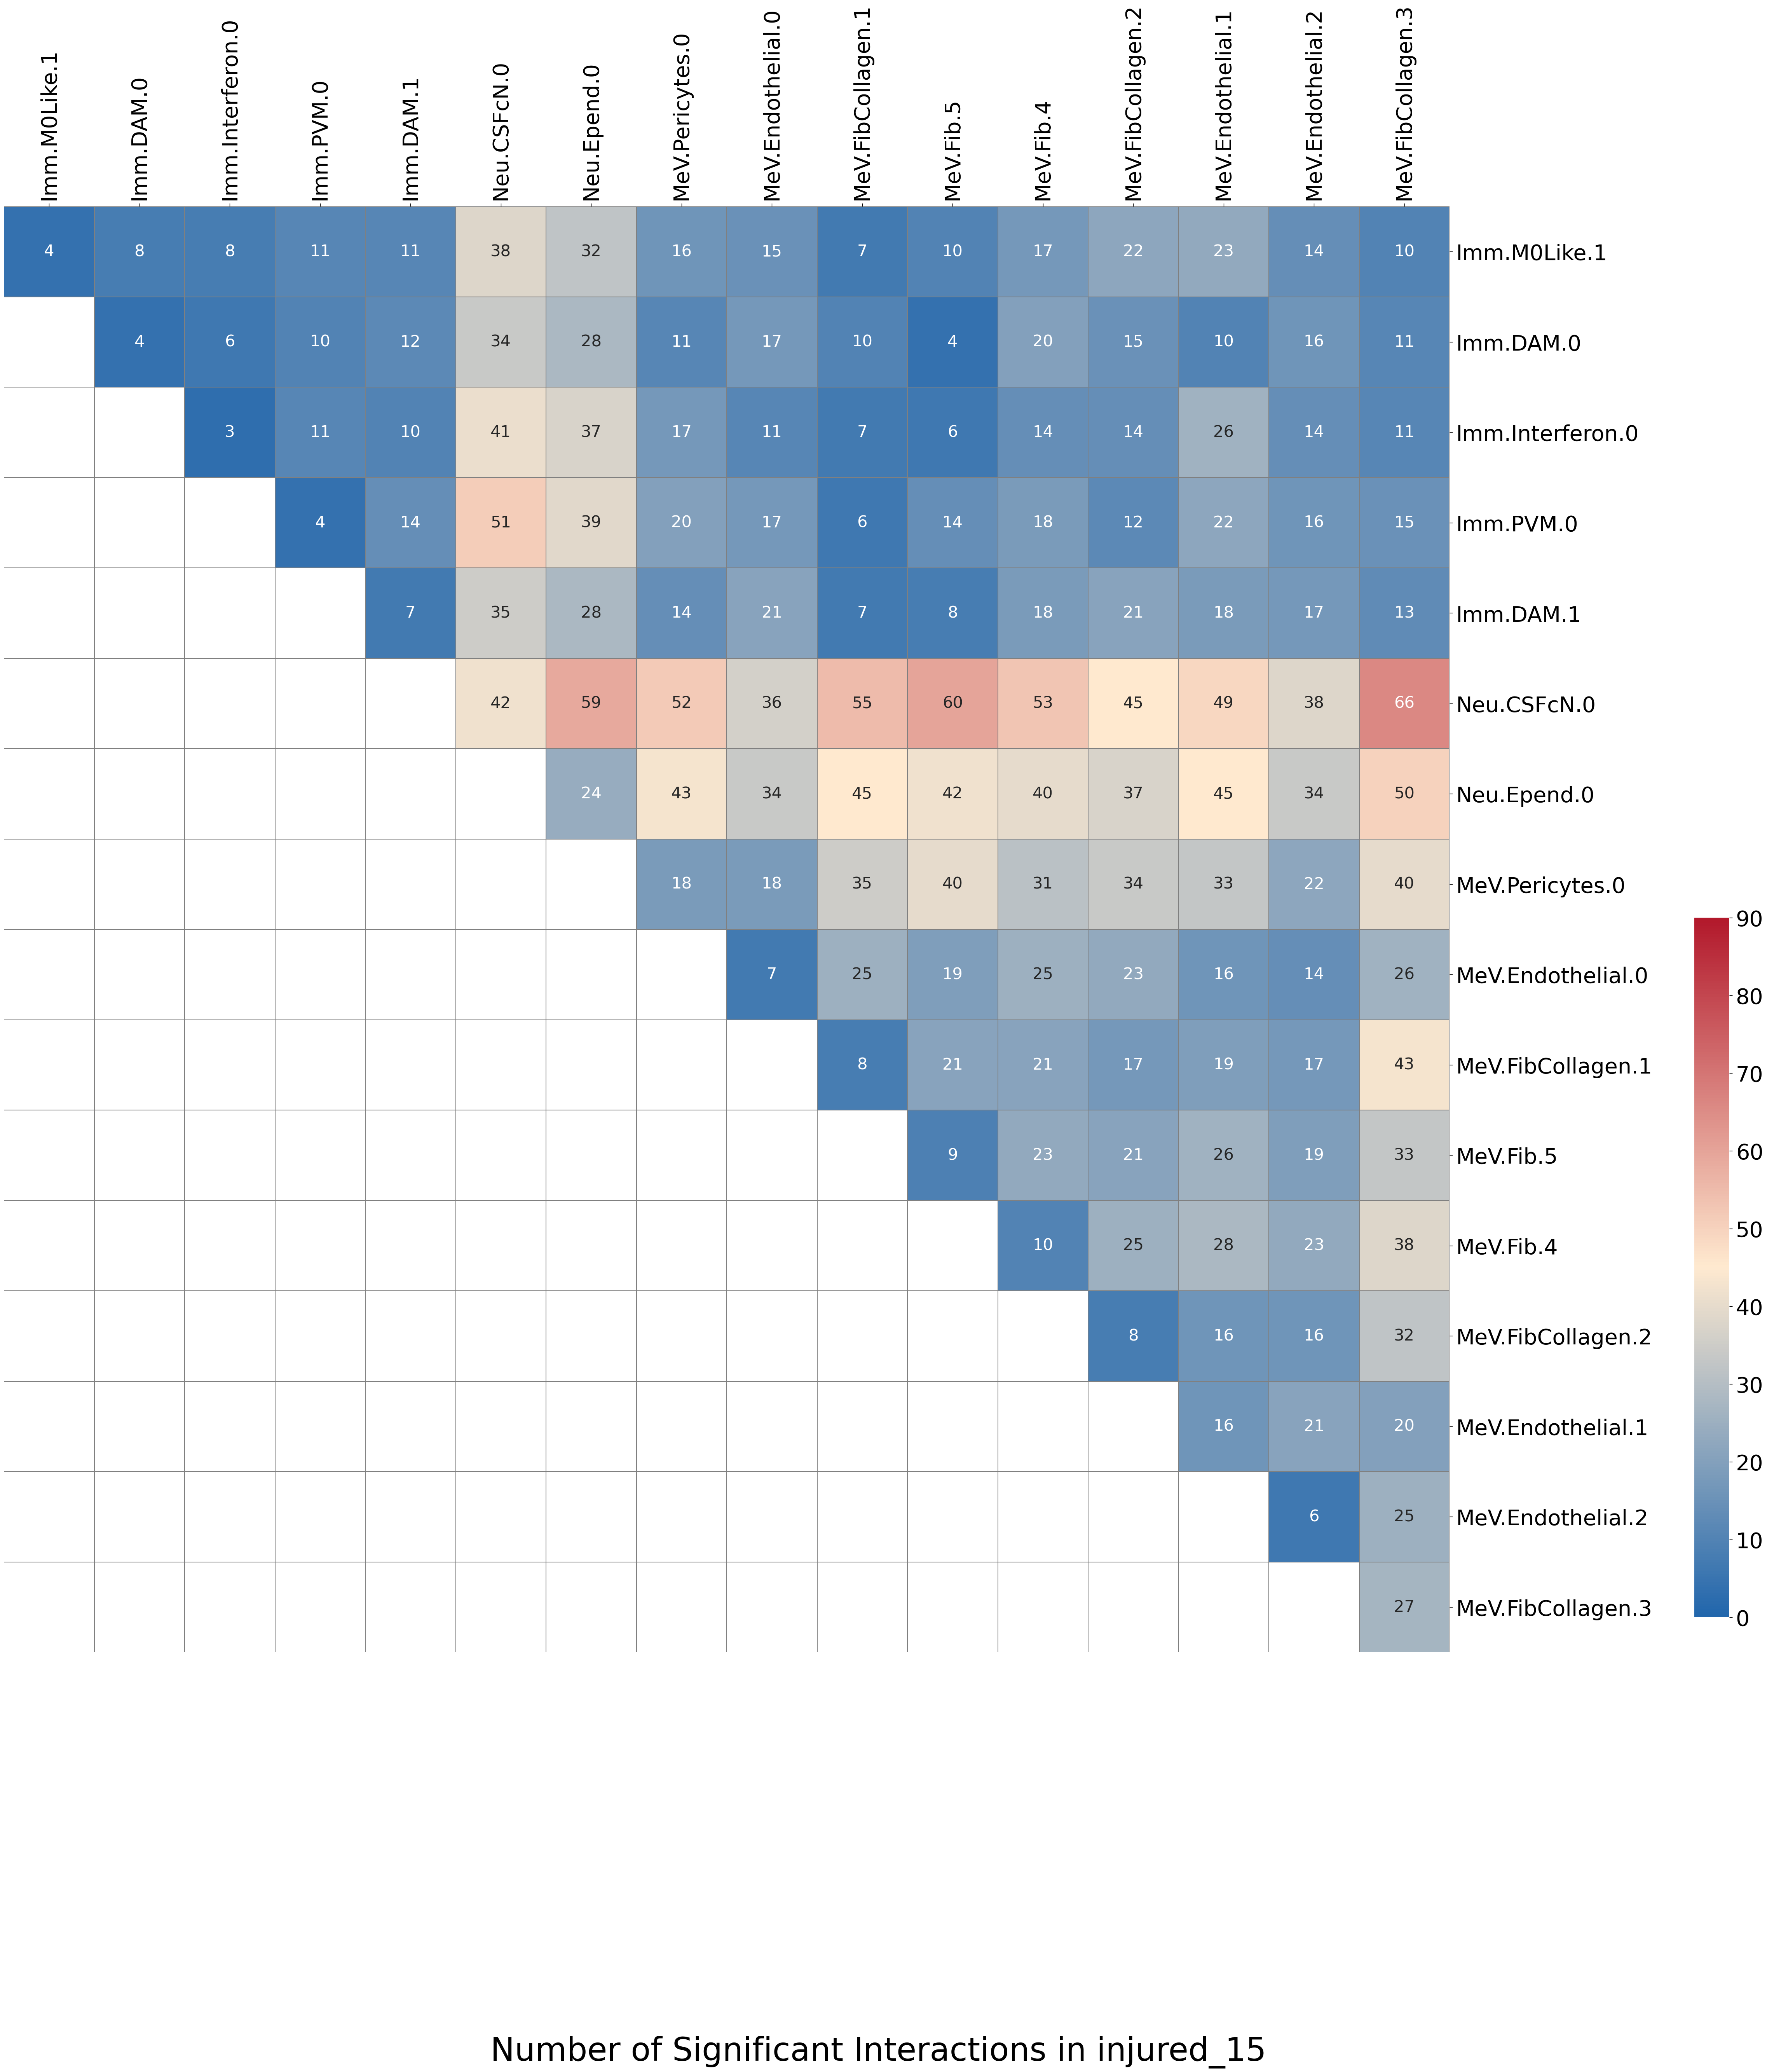 Imm.M0Like.1 Imm.DAM.0 Imm.Interferon.0 Imm.PVM.0 Imm.DAM.1 Neu.CSFcN.0 Neu.Epend.0 MeV.Pericytes.0 MeV.Endothelial.0 MeV.FibCollagen.1 MeV.Fib.5 MeV.Fib.4 MeV.FibCollagen.2 MeV.Endothelial.1 MeV.Endothelial.2 MeV.FibCollagen.3
4 8 8 11 11 38 32 16 15 7 10 17 22 23 14 10 Imm.M0Like.1
4 6 10 12 34 28 11 17 10 4 20 15 10 16 11 Imm.DAM.0
3 11 10 41 37 17 11 7 6 14 14 26 14 11 Imm.Interferon.0
4 14 51 39 20 17 6 14 18 12 22 16 15 Imm.PVM.0
7 35 28 14 21 7 8 18 21 18 17 13 Imm.DAM.1
42 59 52 36 55 60 53 45 49 38 66 Neu.CSFcN.0
24 43 34 45 42 40 37 45 34 50 Neu.Epend.0
18 18 35 40 31 34 33 22 40 MeV.Pericytes.0
7 25 19 25 23 16 14 26 MeV.Endothelial.0
8 21 21 17 19 17 43 MeV.FibCollagen.1
9 23 21 26 19 33 MeV.Fib.5
10 25 28 23 38 MeV.Fib.4
8 16 16 32 MeV.FibCollagen.2
16 21 20 MeV.Endothelial.1
6 25 MeV.Endothelial.2
27 MeV.FibCollagen.3
90
80
70
60
50
40
30
20
10
0
Number of Significant Interactions in injured_15